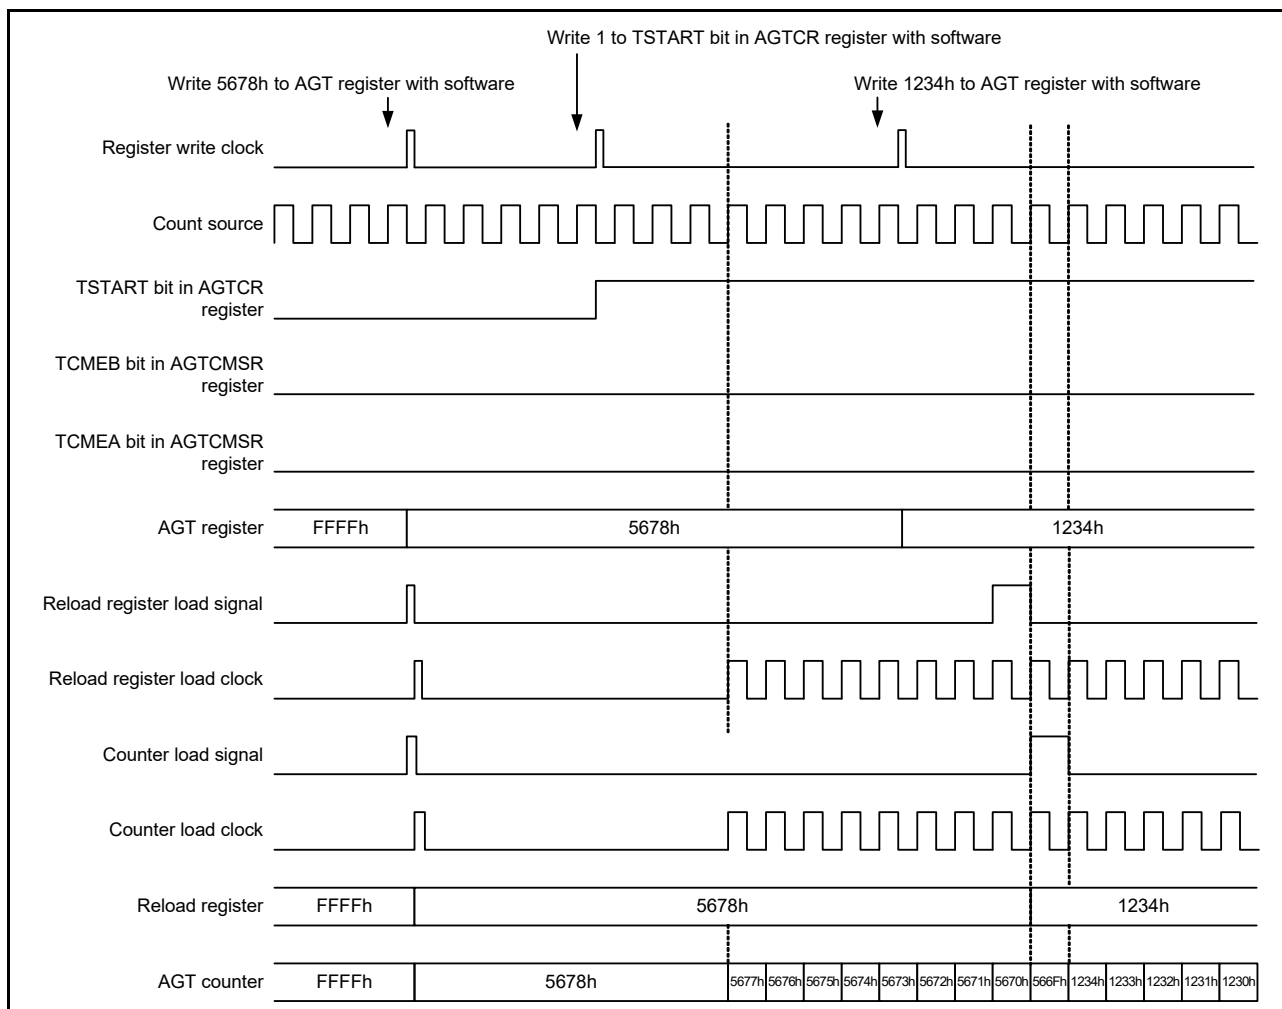 Write 1 to TSTART bit in AGTCR register with software
Write 5678h to AGT register with software
Write 1234h to AGT register with software
Register write clock
Count source
TSTART bit in AGTCR
register
TCMEB bit in AGTCMSR
register
TCMEA bit in AGTCMSR
register
AGT register FFFFh 5678h 1234h
Reload register load signal
Reload register load clock
Counter load signal
Counter load clock
Reload register FFFFh 5678h 1234h
AGT counter FFFFh 5678h 5677h 5676h 5675h 5674h 5673h 5672h 5671h 5670h 566Fh 1234h 1233h 1232h 1231h 1230h